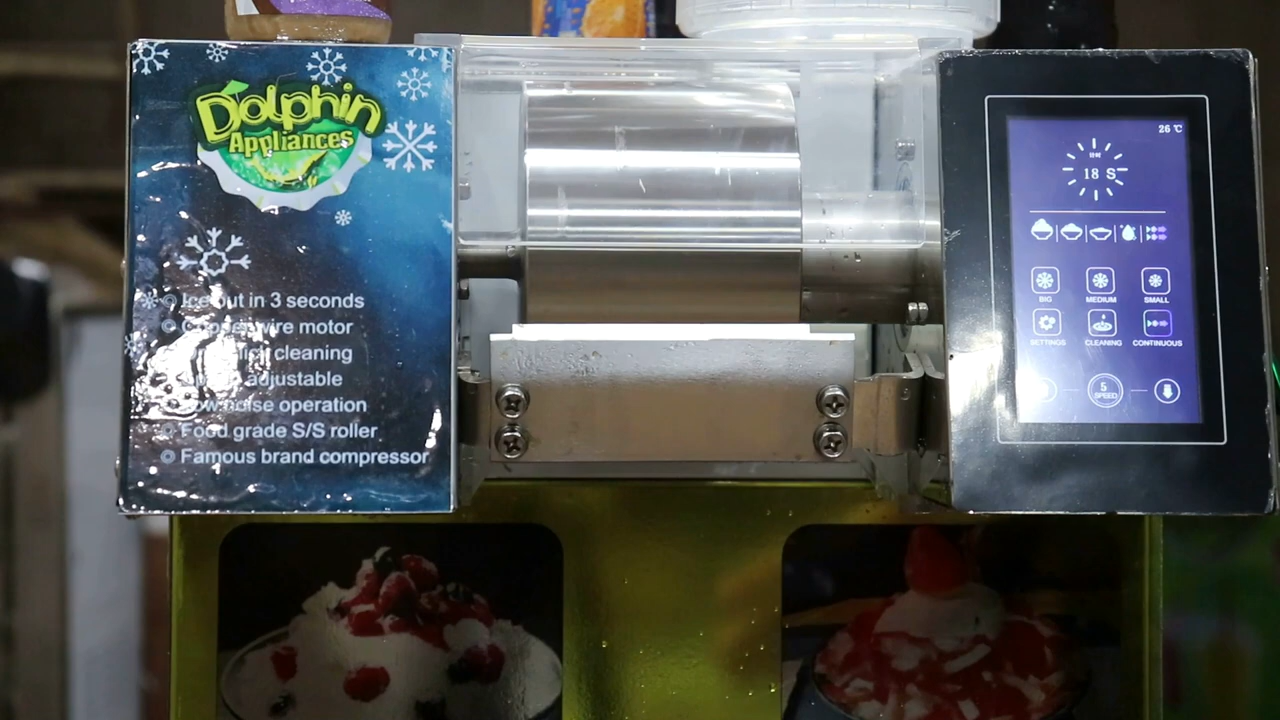 Dolphin
Appliances
Ice out in 3 seconds
wire motor
cleaning
adjustable
noise operation
Food grade S/S roller
Famous brand compressor
26 ℃
18 S
BIG
MEDIUM
SMALL
SETTINGS
CLEANING
CONTINUOUS
5
SPEED